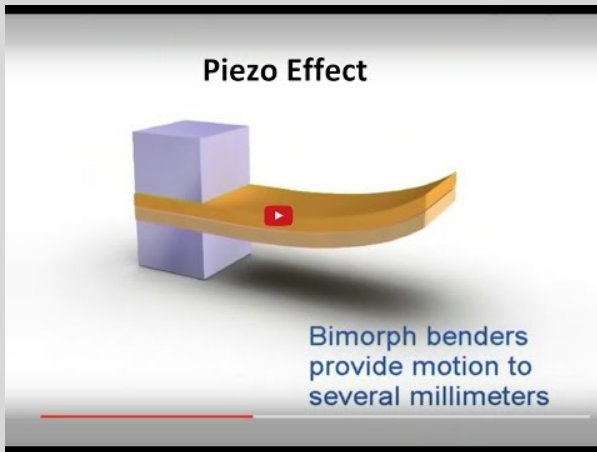 Piezo Effect
Bimorph benders
provide motion to
several millimeters